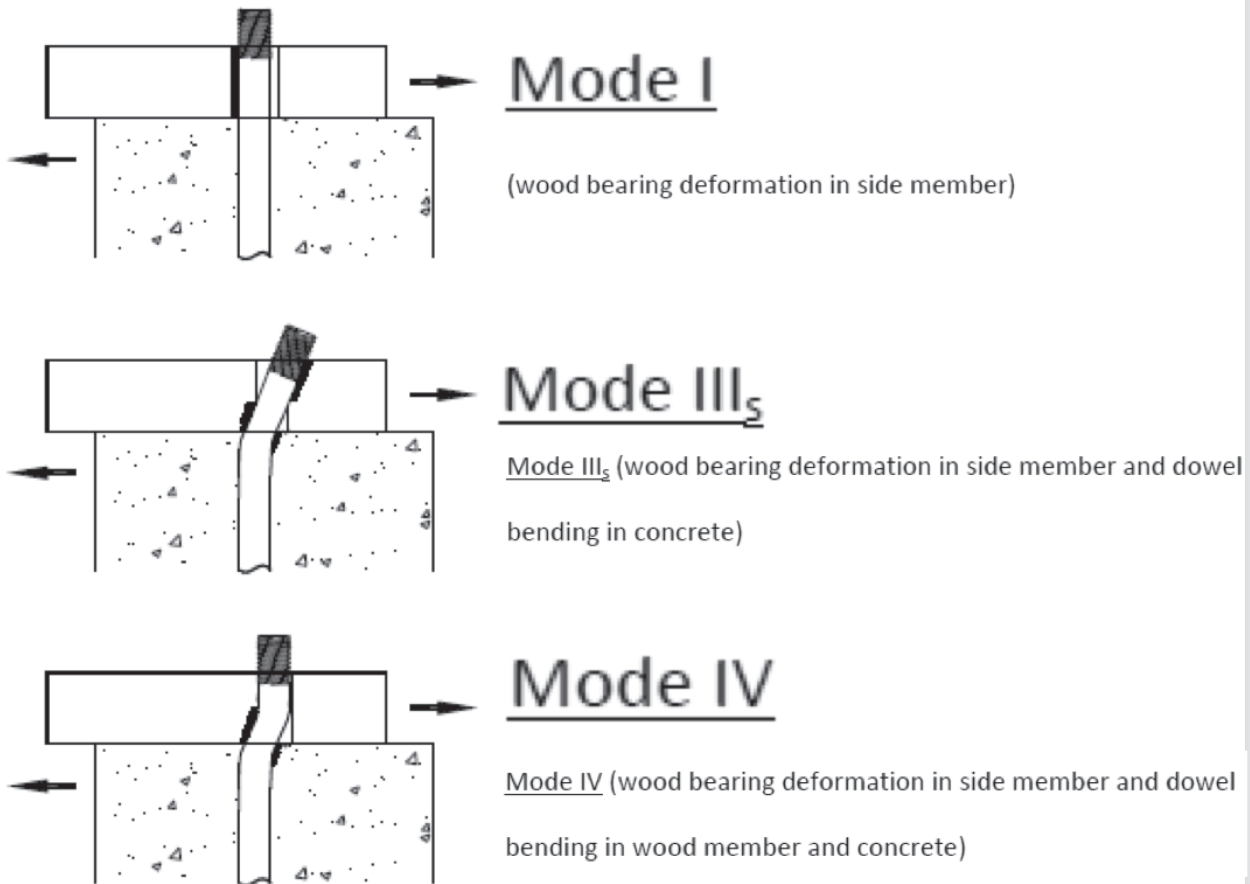 Mode I
(wood bearing deformation in side member)
Mode IIIs
Mode IIIs (wood bearing deformation in side member and dowel
bending in concrete)
Mode IV
Mode IV (wood bearing deformation in side member and dowel
bending in wood member and concrete)